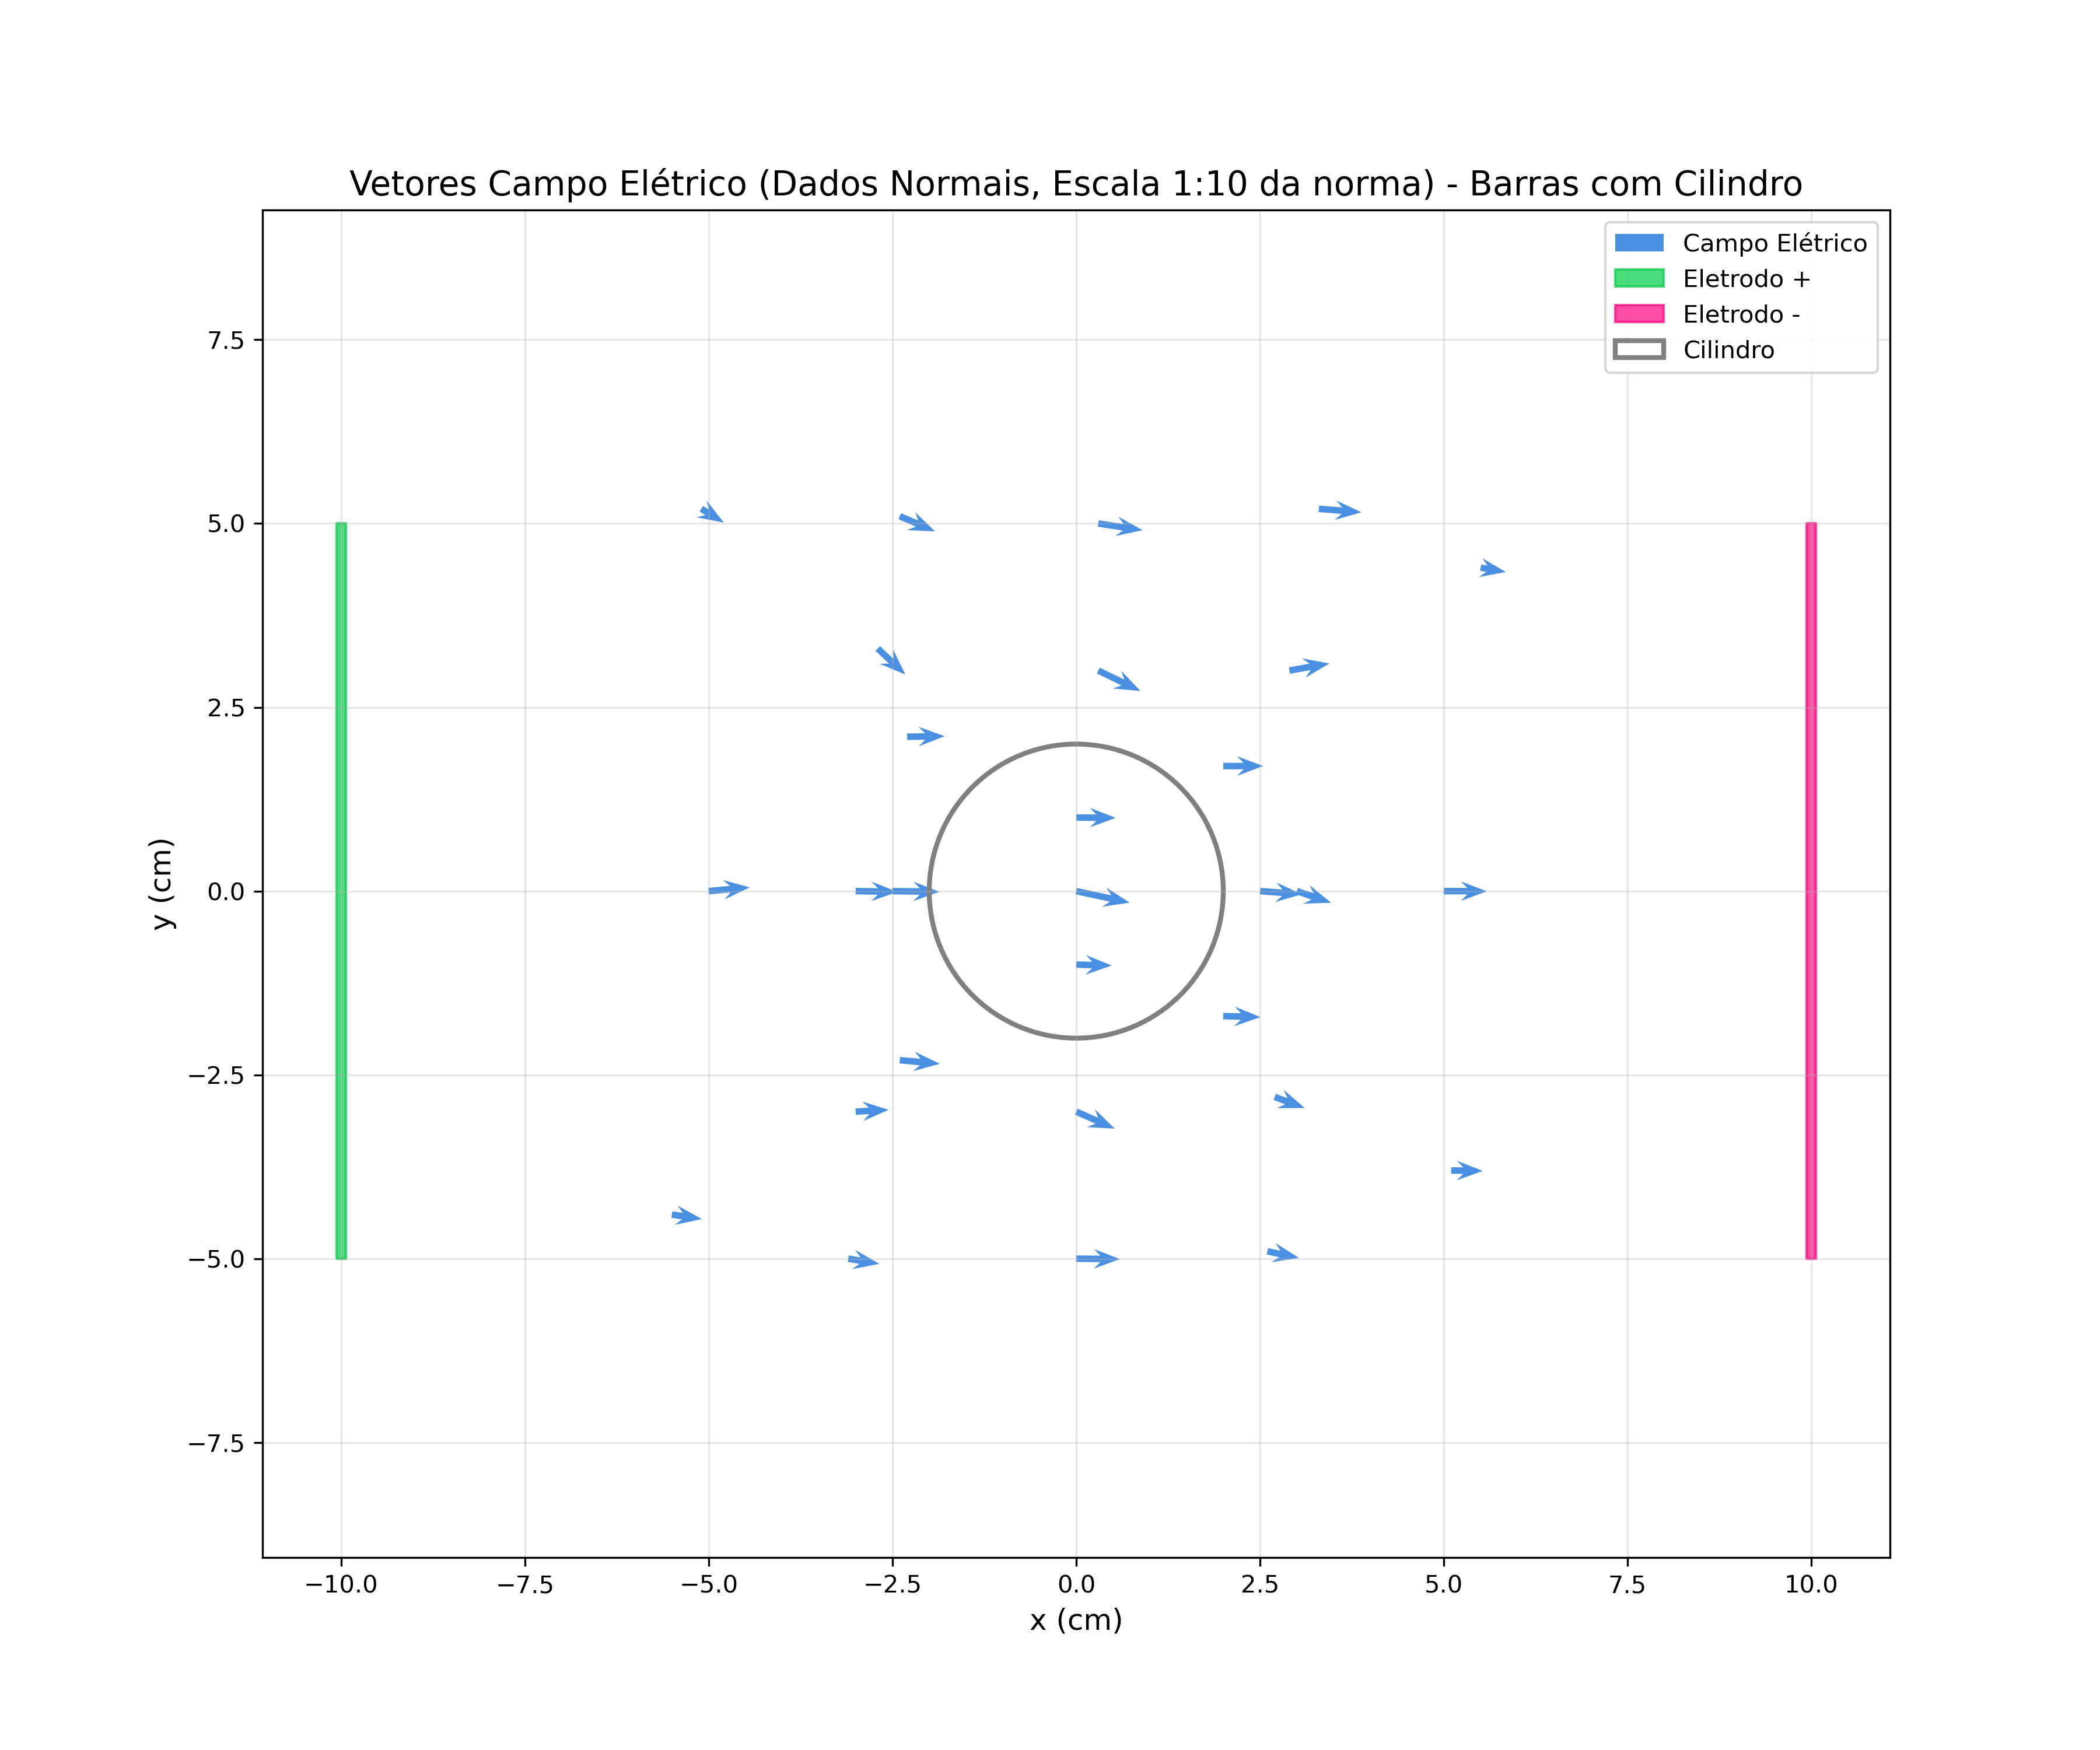 Vetores Campo Elétrico (Dados Normais, Escala 1:10 da norma) - Barras com Cilindro
Campo Elétrico
Eletrodo +
Eletrodo -
Cilindro
7.5
5.0
2.5
0.0
−2.5
−5.0
−7.5
y (cm)
−10.0 −7.5 −5.0 −2.5 0.0 2.5 5.0 7.5 10.0
x (cm)